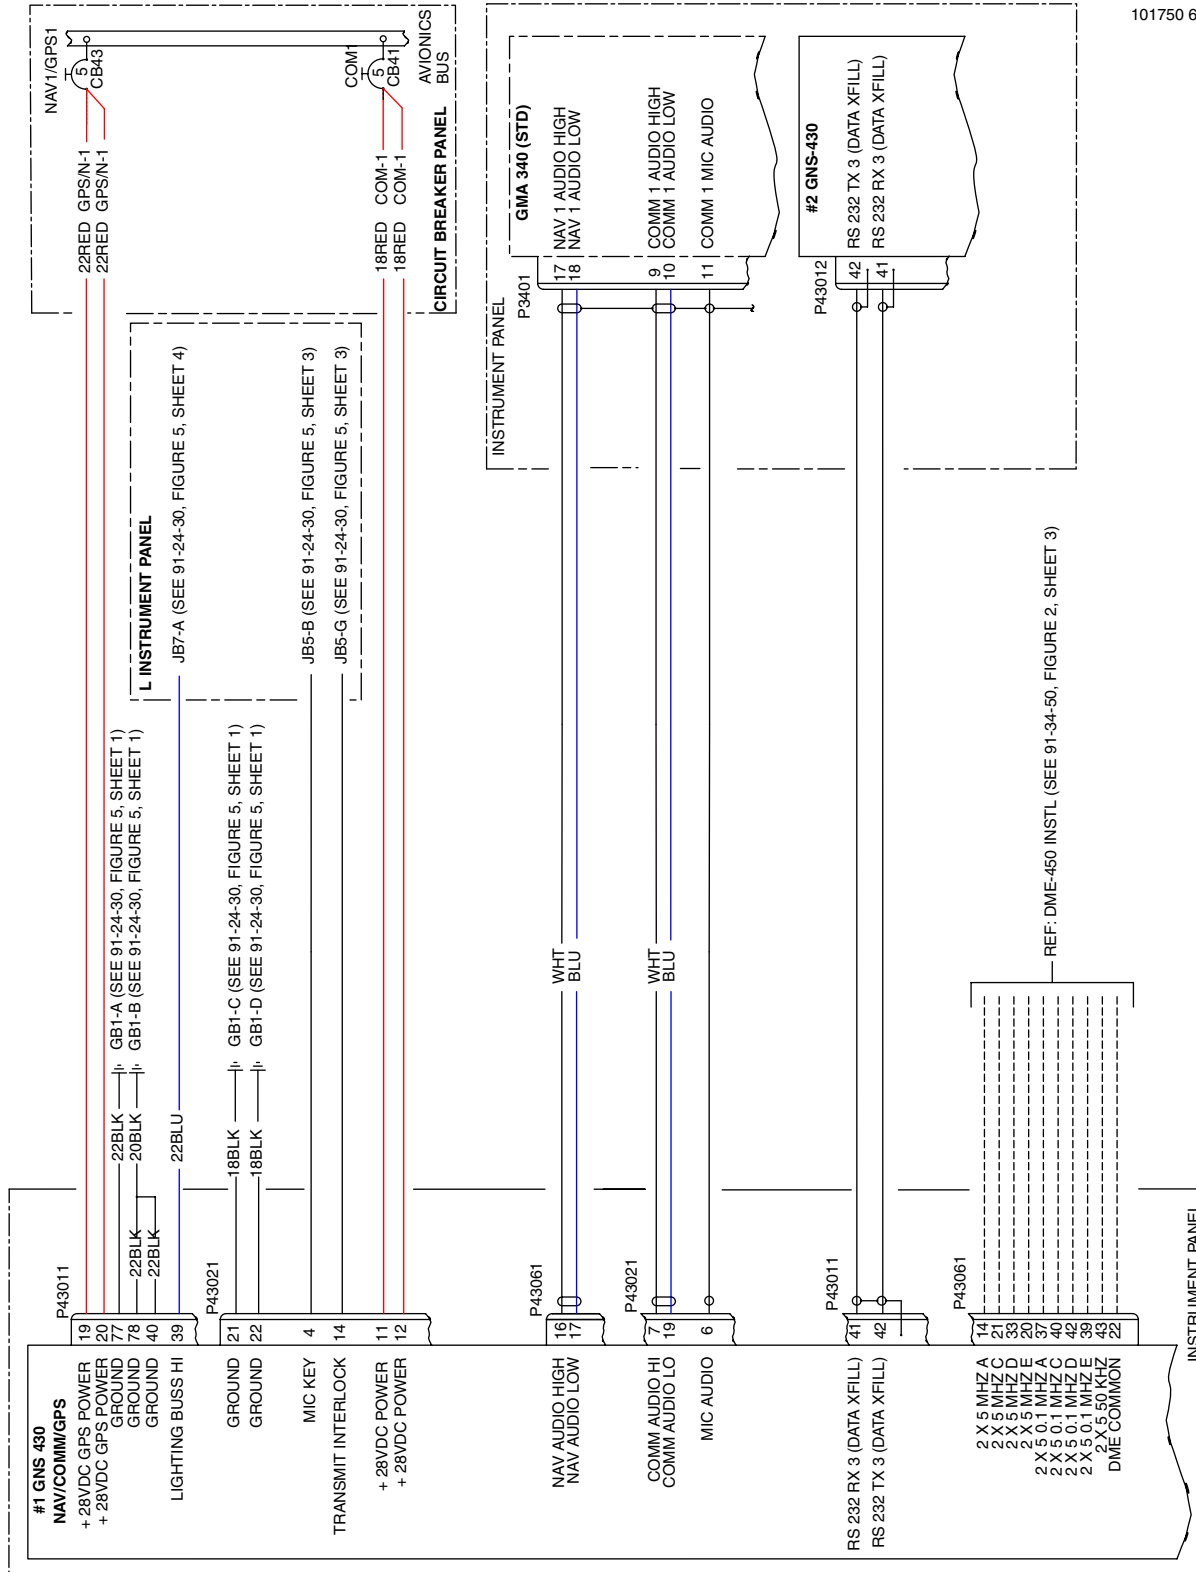 101750 6
#1 GNS 430
NAV/COMM/GPS
+ 28VDC GPS POWER
+ 28VDC GPS POWER
GROUND
GROUND
GROUND
LIGHTING BUSS HI
19
20
77
78
40
39
P43011
22BLK
22BLK
22BLK
20BLK
22BLU
GB1-A (SEE 91-24-30, FIGURE 5, SHEET 1)
GB1-B (SEE 91-24-30, FIGURE 5, SHEET 1)
L INSTRUMENT PANEL
JB7-A (SEE 91-24-30, FIGURE 5, SHEET 4)
JB5-B (SEE 91-24-30, FIGURE 5, SHEET 3)
JB5-G (SEE 91-24-30, FIGURE 5, SHEET 3)
22RED GPS/N-1
22RED GPS/N-1
NAV1/GPS1
5
CB43
18RED COM-1
18RED COM-1
COM1
5
CB41
AVIONICS
BUS
CIRCUIT BREAKER PANEL
GROUND
GROUND
MIC KEY
TRANSMIT INTERLOCK
+ 28VDC POWER
+ 28VDC POWER
21
22
4
14
11
12
P43021
18BLK
18BLK
GB1-C (SEE 91-24-30, FIGURE 5, SHEET 1)
GB1-D (SEE 91-24-30, FIGURE 5, SHEET 1)
NAV AUDIO HIGH
NAV AUDIO LOW
16
17
P43061
WHT
BLU
INSTRUMENT PANEL
P3401
17
18
GMA 340 (STD)
NAV 1 AUDIO HIGH
NAV 1 AUDIO LOW
COMM AUDIO HI
COMM AUDIO LO
MIC AUDIO
7
19
6
P43021
WHT
BLU
9
10
11
COMM 1 AUDIO HIGH
COMM 1 AUDIO LOW
COMM 1 MIC AUDIO
RS 232 RX 3 (DATA XFILL)
RS 232 TX 3 (DATA XFILL)
41
42
P43011
P43012
42
41
#2 GNS-430
RS 232 TX 3 (DATA XFILL)
RS 232 RX 3 (DATA XFILL)
2 X 5 MHZ A
2 X 5 MHZ C
2 X 5 MHZ D
2 X 5 MHZ E
2 X 5 0.1 MHZ A
2 X 5 0.1 MHZ C
2 X 5 0.1 MHZ D
2 X 5 0.1 MHZ E
2 X 5 50 KHZ
DME COMMON
14
21
33
20
37
40
42
39
43
22
P43061
REF: DME-450 INSTL (SEE 91-34-50, FIGURE 2, SHEET 3)
INSTRUMENT PANEL